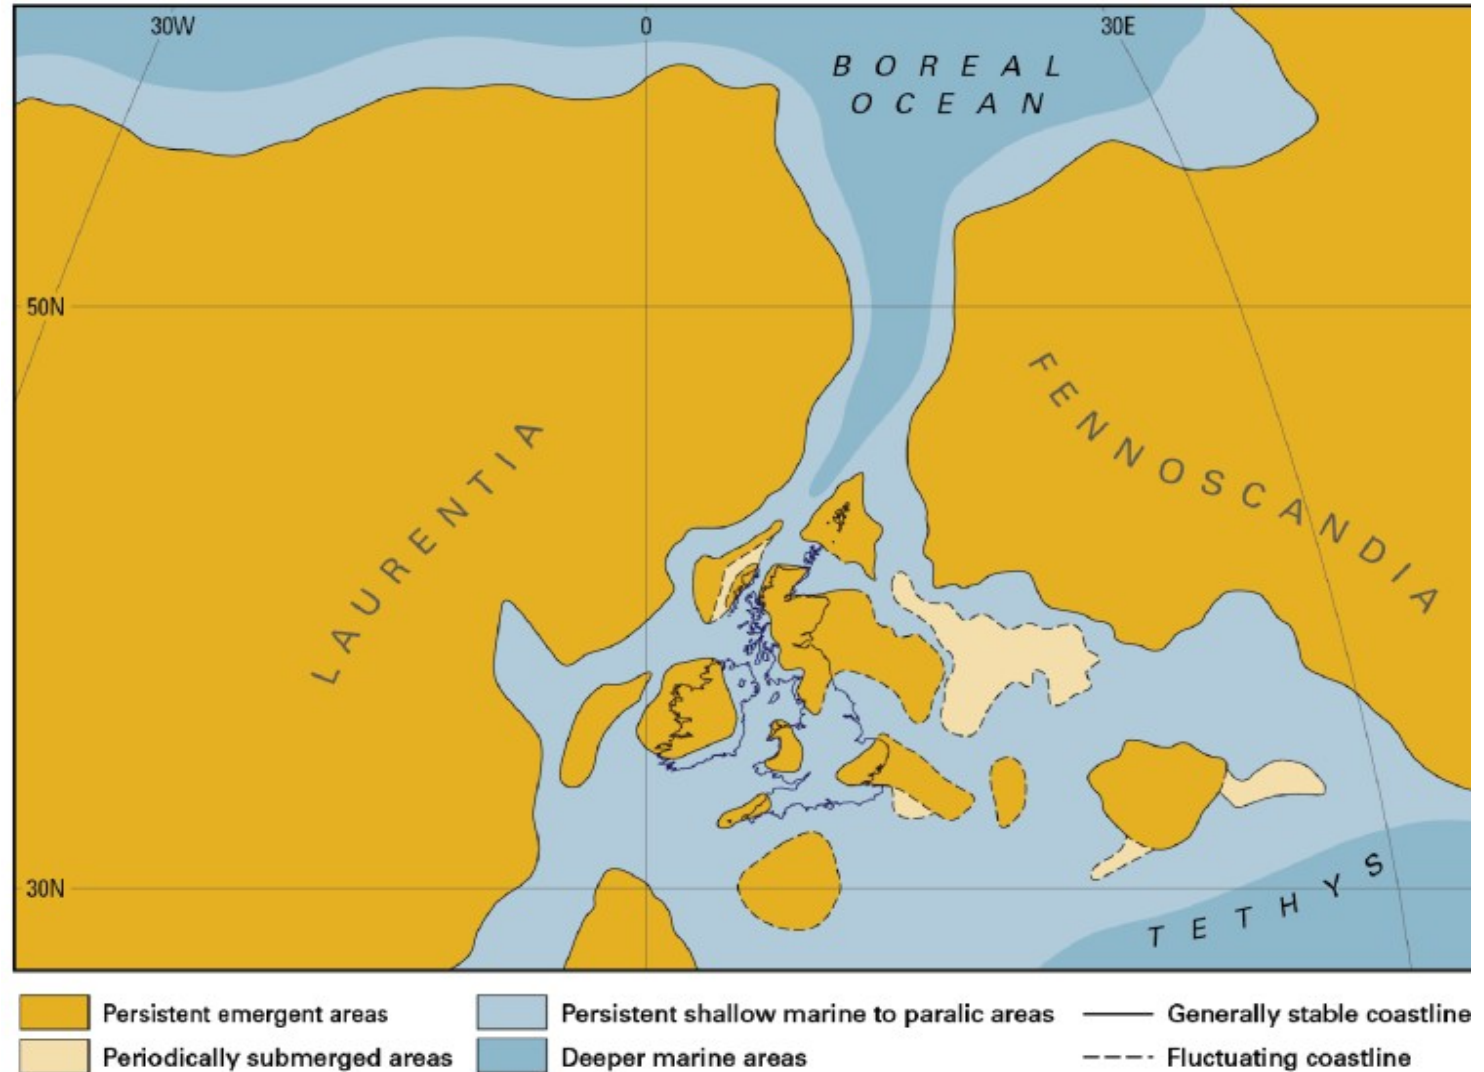 30W 0 30E
BOREAL
OCEAN
50N
FENNOSCANDIA
LAURENTIA
30N
TETHYS
Persistent emergent areas
Persistent shallow marine to paralic areas
Generally stable coastline
Periodically submerged areas
Deeper marine areas
Fluctuating coastline